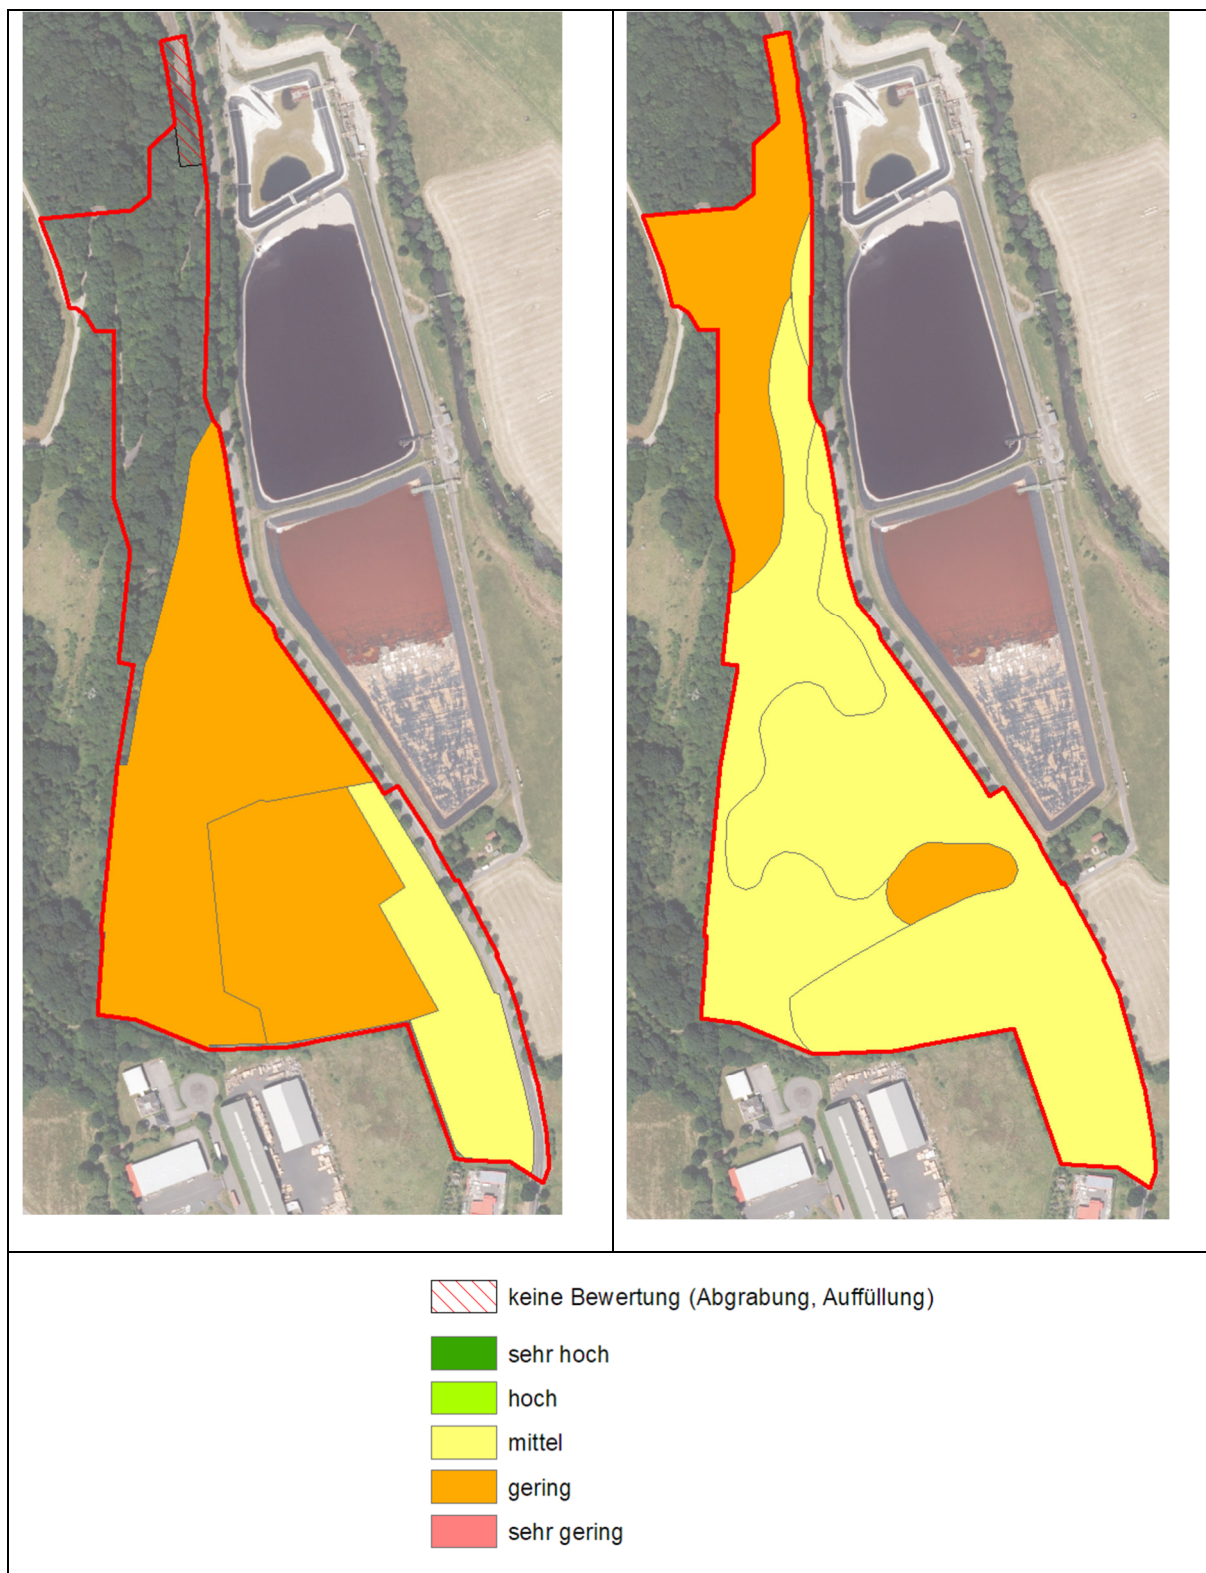 keine Bewertung (Abgrabung, Auffüllung)
sehr hoch
hoch
mittel
gering
sehr gering